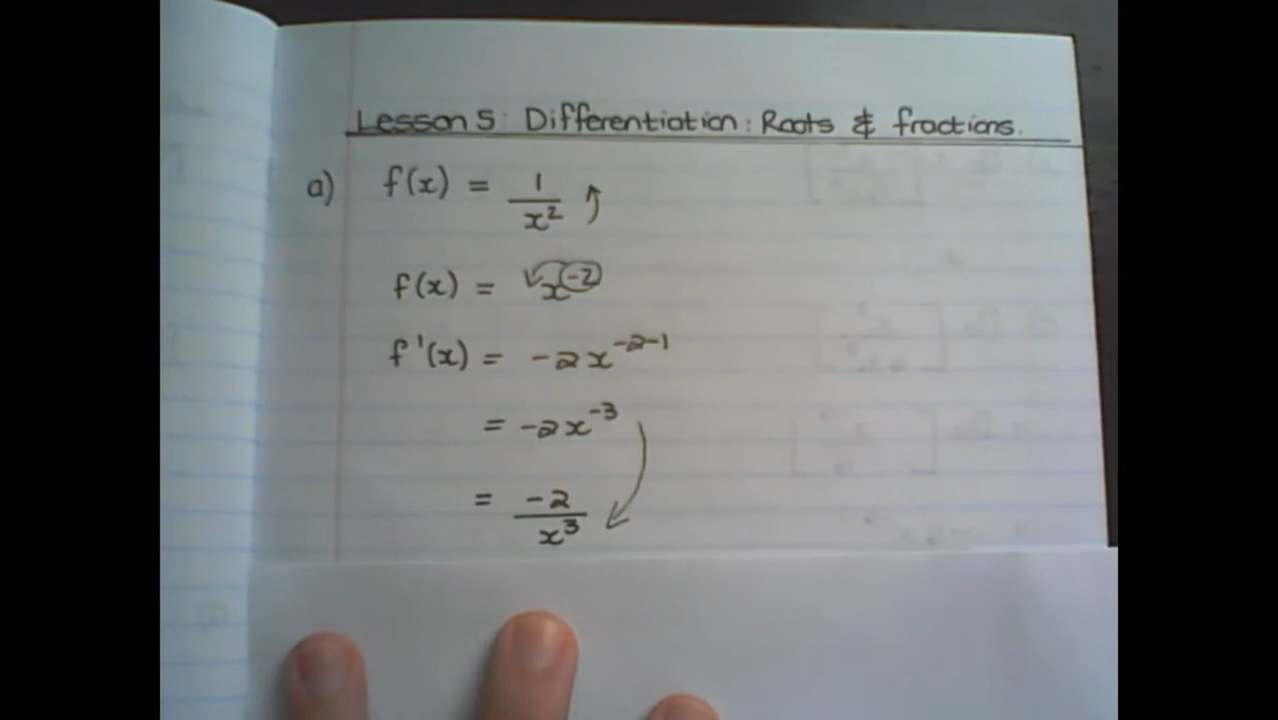 Lesson 5: Differentiation: Roots & fractions.
a) f(x) = 1/x²
f(x) = x⁻²
f'(x) = -2x⁻²⁻¹
= -2x⁻³
= -2/x³